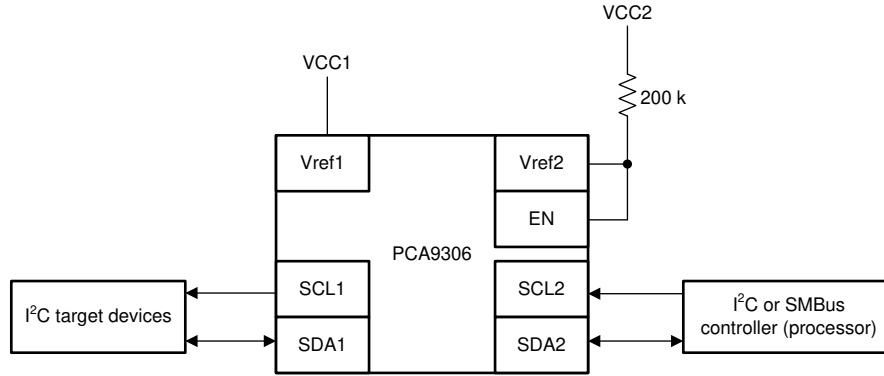 VCC2
VCC1
200 k
Vref1
Vref2
EN
PCA9306
SCL1
SCL2
I²C target devices
I²C or SMBus
controller (processor)
SDA1
SDA2